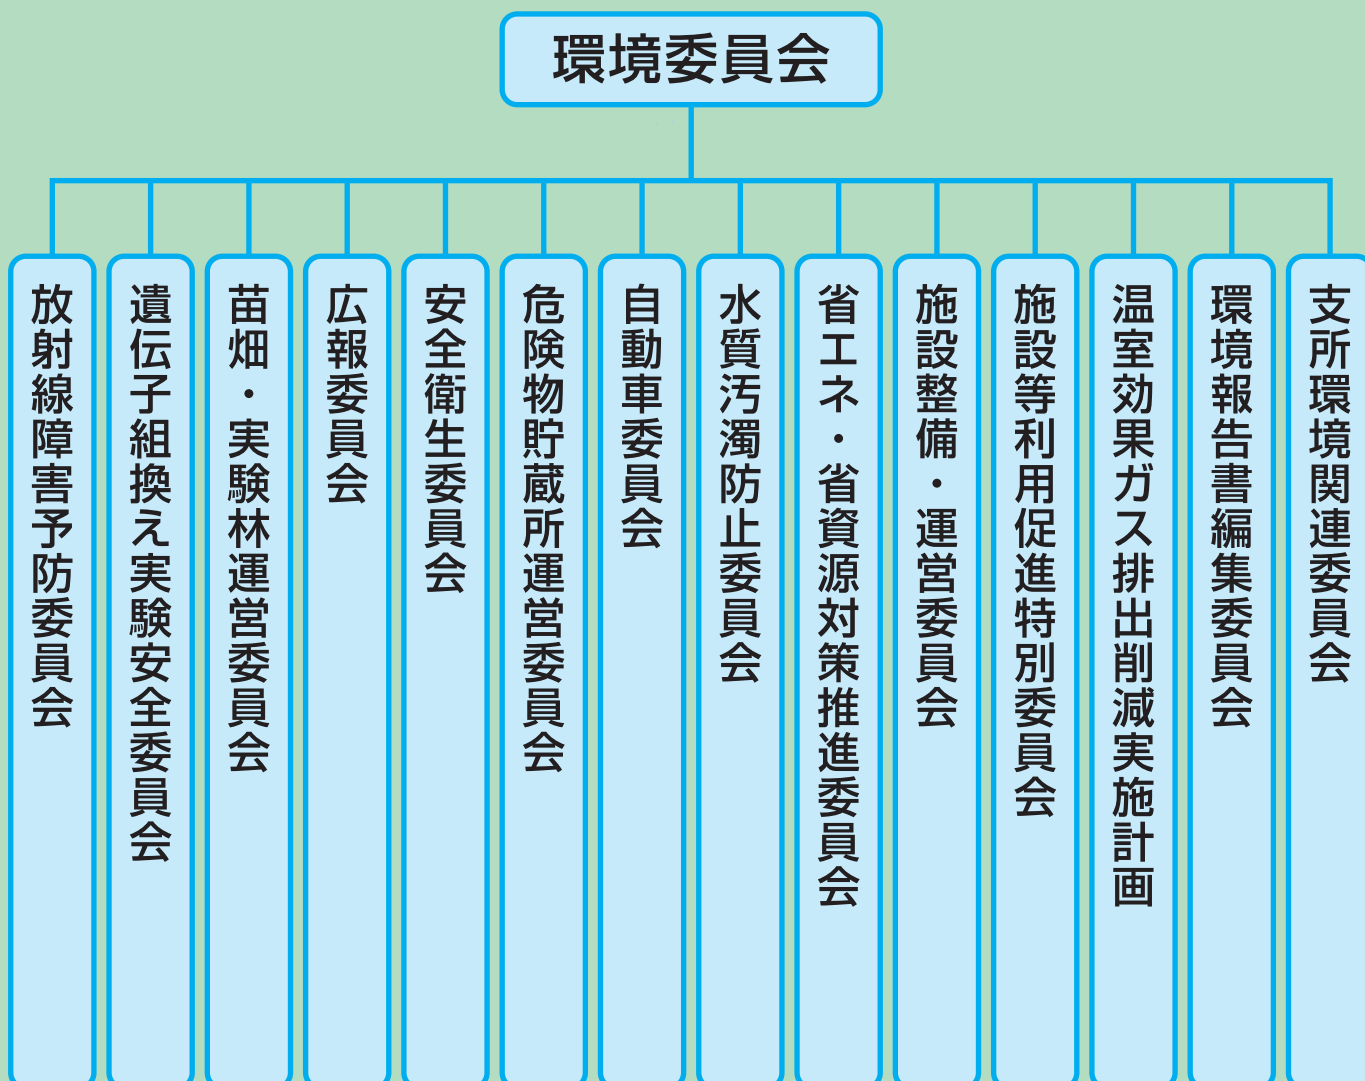 環境委員会
放射線障害予防委員会
遺伝子組換え実験安全委員会
苗畑・実験林運営委員会
広報委員会
安全衛生委員会
危険物貯蔵所運営委員会
自動車委員会
水質汚濁防止委員会
省エネ・省資源対策推進委員会
施設整備・運営委員会
施設等利用促進特別委員会
温室効果ガス排出削減実施計画
環境報告書編集委員会
支所環境関連委員会